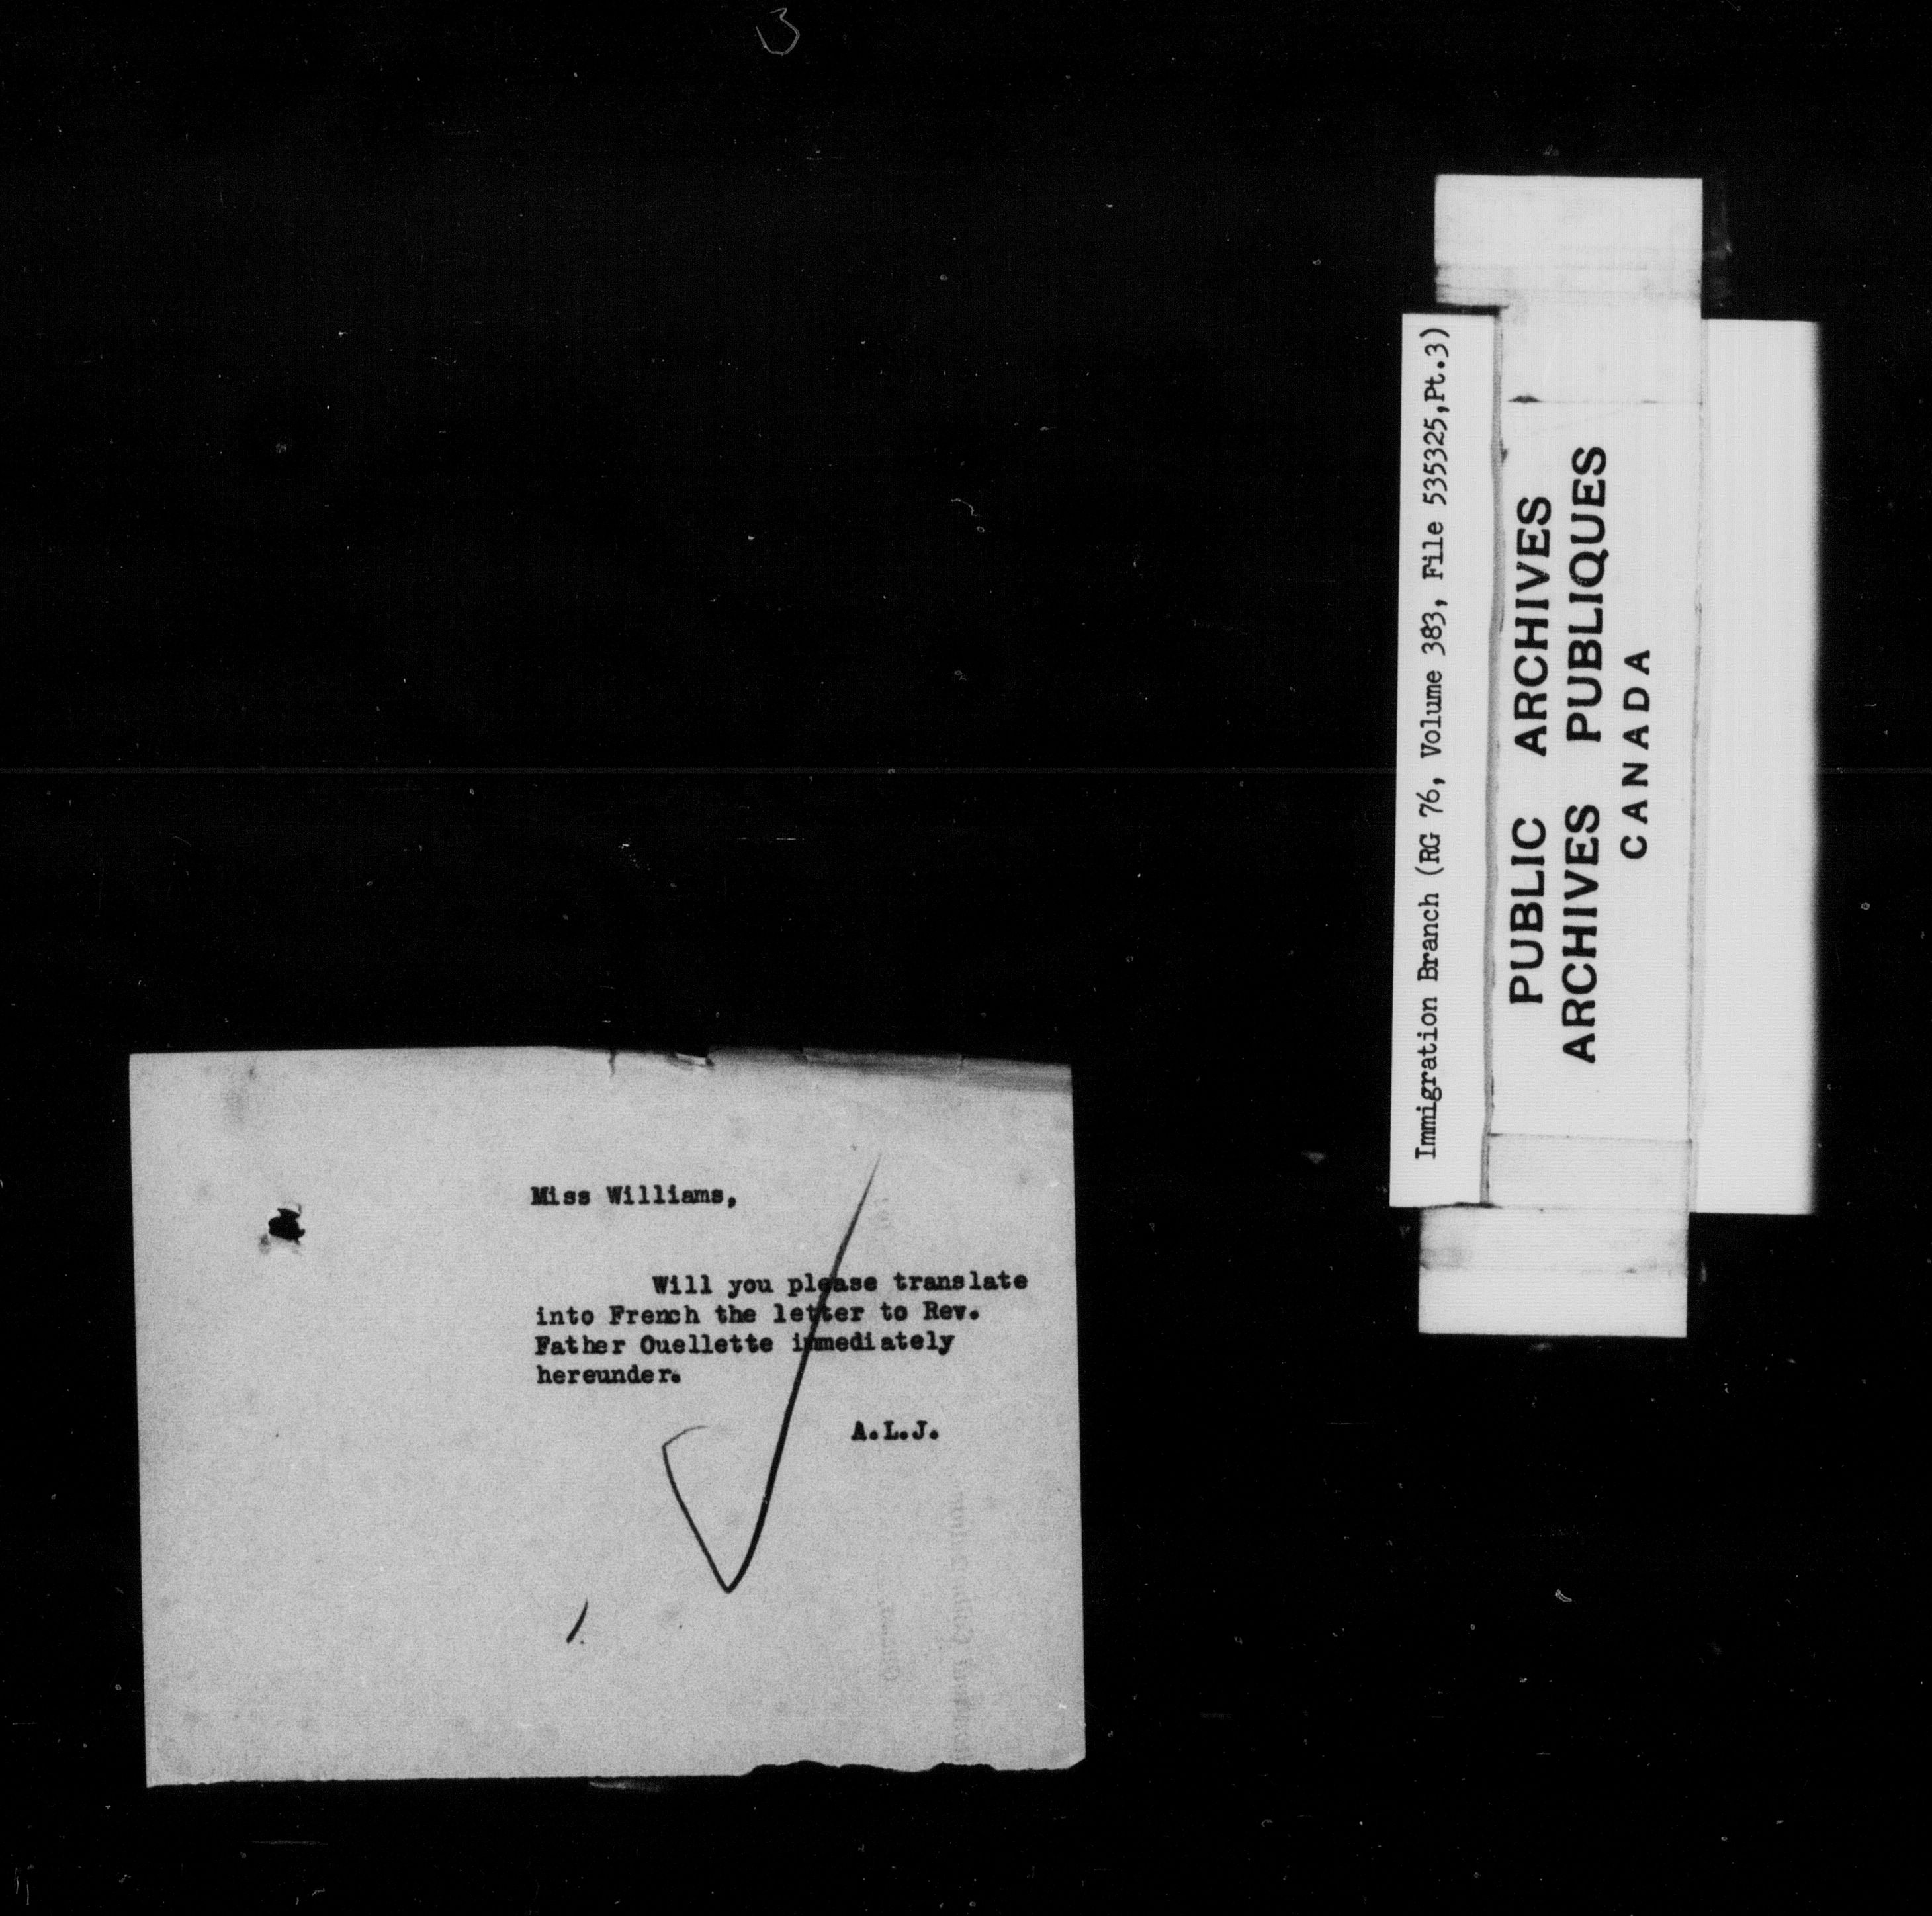 3
Miss Williams,
Will you please translate
into French the letter to Rev.
Father Ouellette immediately
hereunder.
A.L.J.
Immigration Branch (RG 76, Volume 383, File 535325,Pt.3)
PUBLIC ARCHIVES
ARCHIVES PUBLIQUES
CANADA